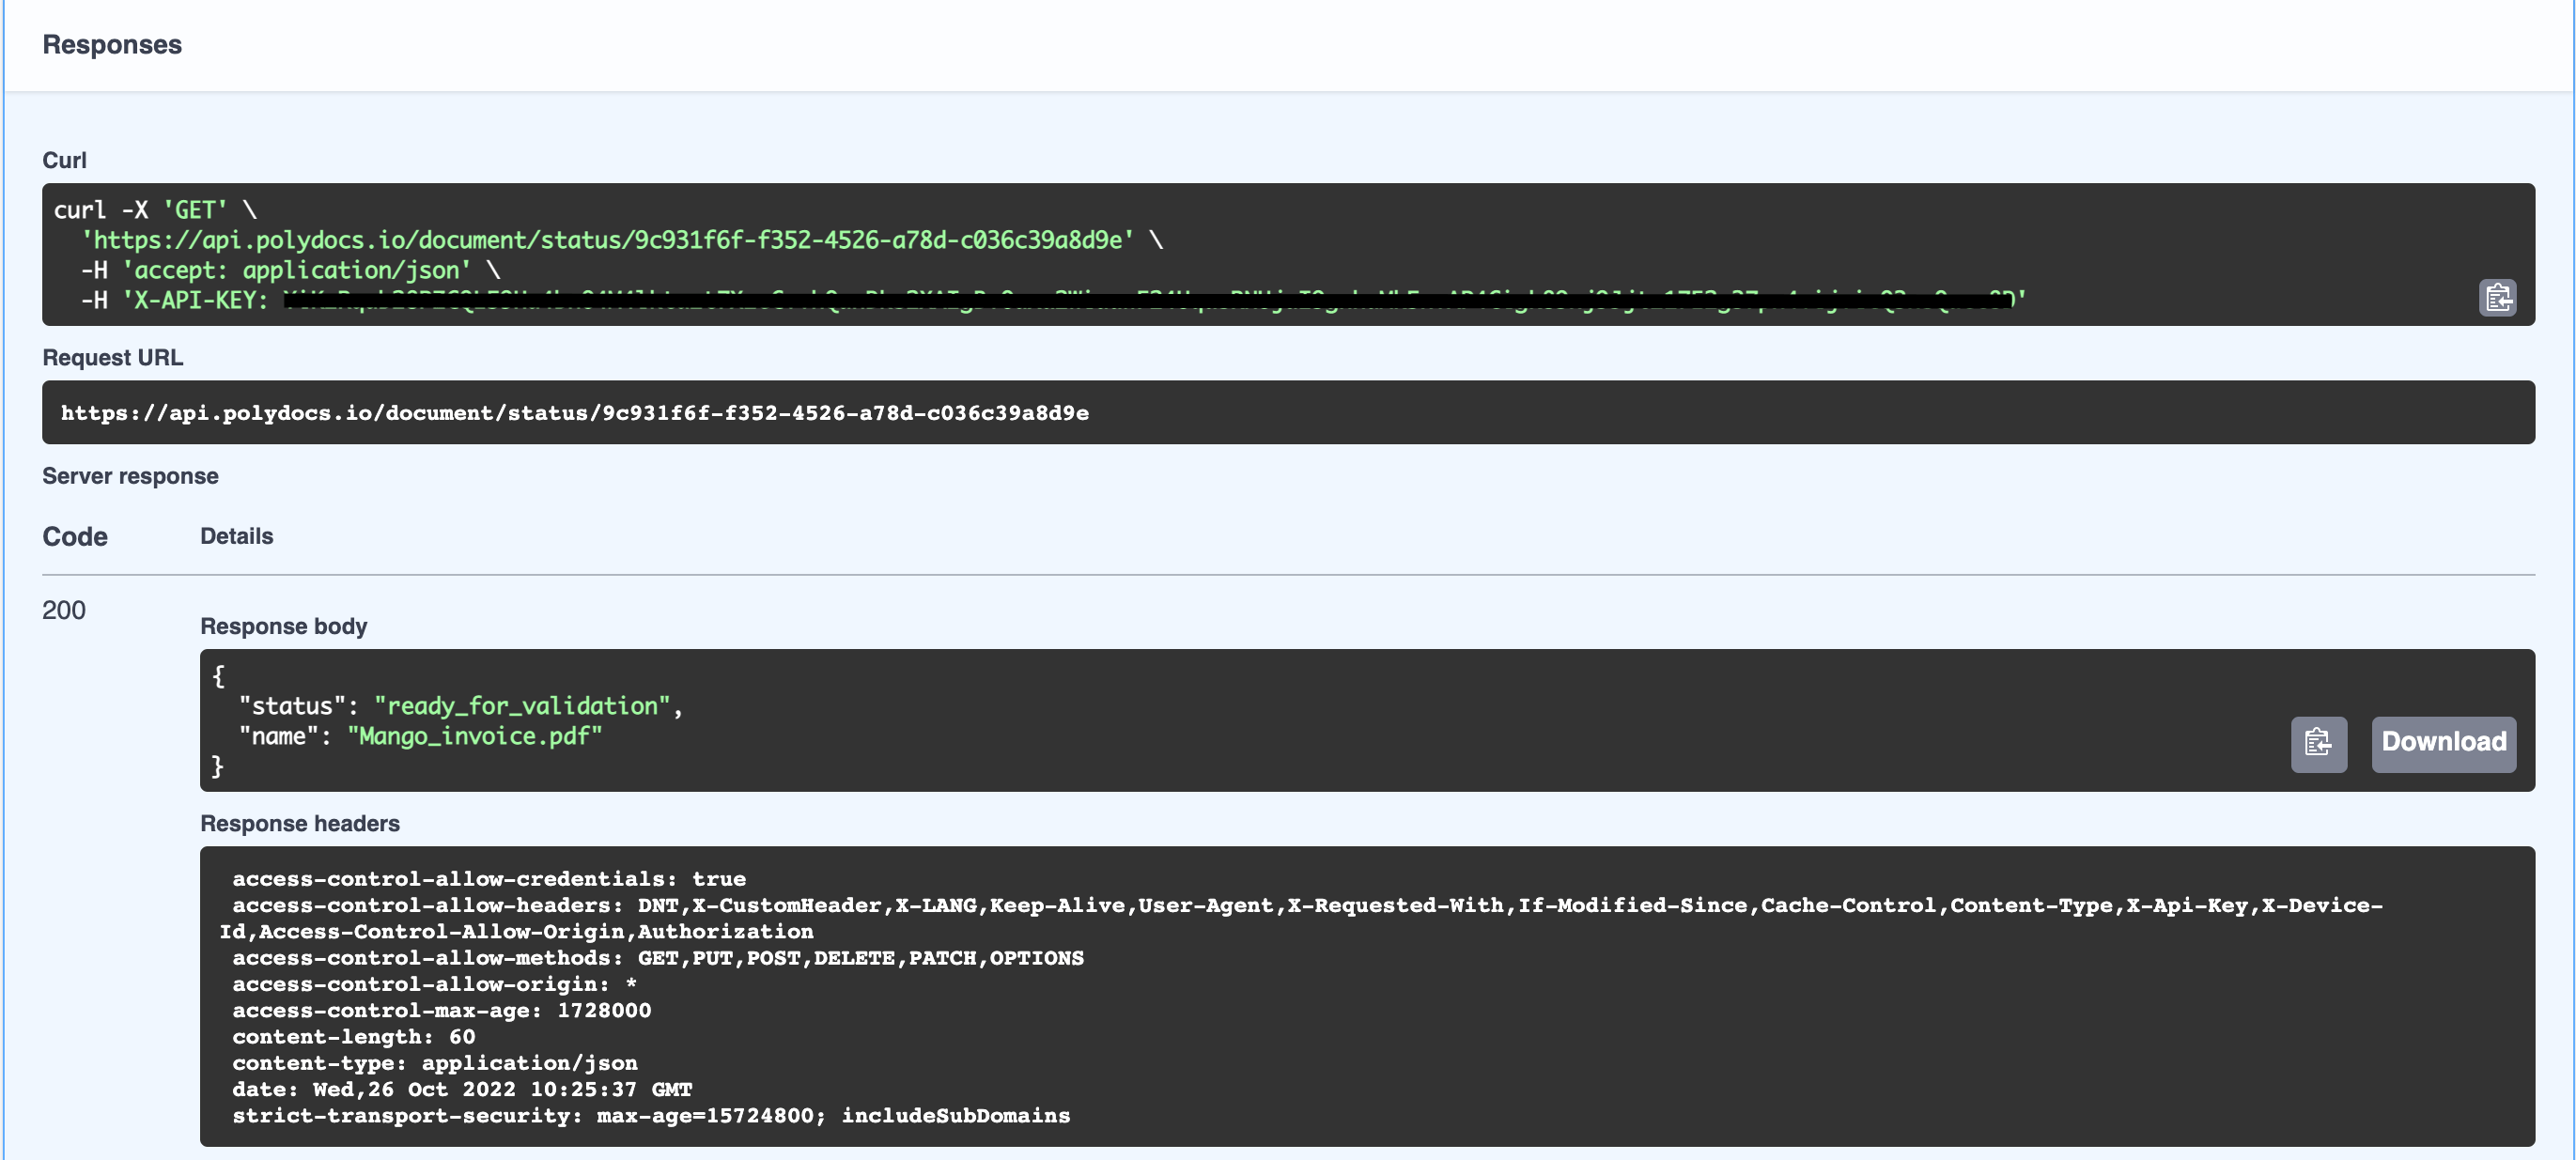 Responses
Curl
curl -X 'GET' \
  'https://api.polydocs.io/document/status/9c931f6f-f352-4526-a78d-c036c39a8d9e' \
  -H 'accept: application/json' \
  -H 'X-API-KEY: '
Request URL
https://api.polydocs.io/document/status/9c931f6f-f352-4526-a78d-c036c39a8d9e
Server response
Code Details
200
Response body
{
  "status": "ready_for_validation",
  "name": "Mango_invoice.pdf"
}
Download
Response headers
access-control-allow-credentials: true
access-control-allow-headers: DNT,X-CustomHeader,X-LANG,Keep-Alive,User-Agent,X-Requested-With,If-Modified-Since,Cache-Control,Content-Type,X-Api-Key,X-Device-
Id,Access-Control-Allow-Origin,Authorization
access-control-allow-methods: GET,PUT,POST,DELETE,PATCH,OPTIONS
access-control-allow-origin: *
access-control-max-age: 1728000
content-length: 60
content-type: application/json
date: Wed,26 Oct 2022 10:25:37 GMT
strict-transport-security: max-age=15724800; includeSubDomains